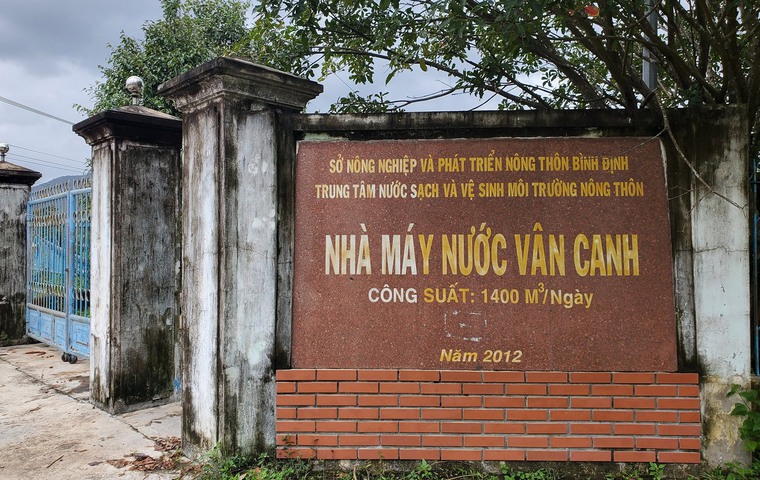 SỞ NÔNG NGHIỆP VÀ PHÁT TRIỂN NÔNG THÔN BÌNH ĐỊNH
TRUNG TÂM NƯỚC SẠCH VÀ VỆ SINH MÔI TRƯỜNG NÔNG THÔN
NHÀ MÁY NƯỚC VÂN CANH
CÔNG SUẤT: 1400 M³/Ngày
Năm 2012